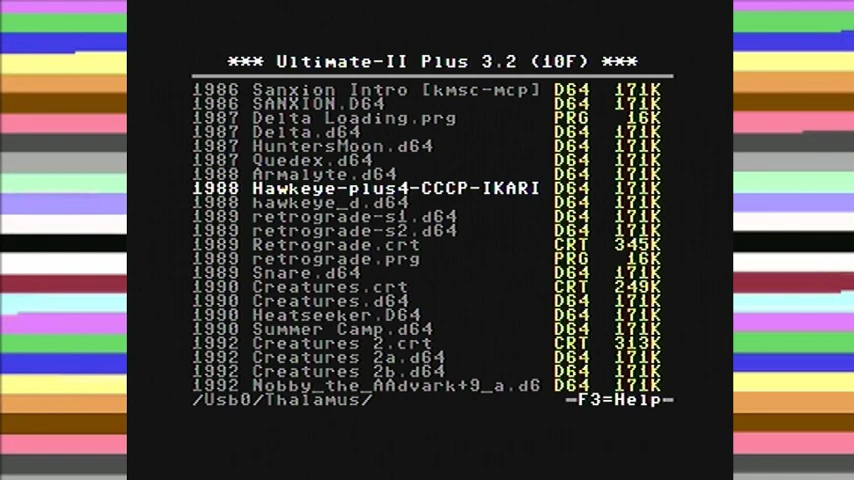 *** Ultimate-II Plus 3.2 (10F) ***
1986 Sanxion Intro [kmsc-mcp] D64 171K
1986 SANXION.D64 D64 171K
1987 Delta Loading.prg PRG 16K
1987 Delta.d64 D64 171K
1987 HuntersMoon.d64 D64 171K
1987 Quedex.d64 D64 171K
1988 Armalyte.d64 D64 171K
1988 Hawkeye-plus4-CCCP-IKARI D64 171K
1988 hawkeye_d.d64 D64 171K
1989 retrograde-s1.d64 D64 171K
1989 retrograde-s2.d64 D64 171K
1989 Retrograde.crt CRT 345K
1989 retrograde.prg PRG 16K
1989 Snare.d64 D64 171K
1990 Creatures.crt CRT 249K
1990 Creatures.d64 D64 171K
1990 Heatseeker.D64 D64 171K
1990 Summer Camp.d64 D64 171K
1992 Creatures 2.crt CRT 313K
1992 Creatures 2a.d64 D64 171K
1992 Creatures 2b.d64 D64 171K
1992 Nobby_the_AAdvark+9_a.d6 D64 171K
/Usb0/Thalamus/ -F3=Help-